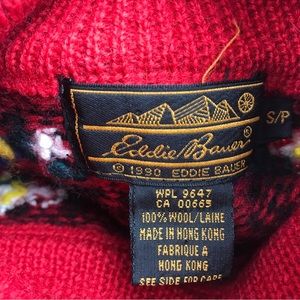 Eddie Bauer
© 1990 EDDIE BAUER
S/P
WPL 9647
CA 00665
100% WOOL/LAINE
MADE IN HONG KONG
FABRIQUE A
HONG KONG
SEE SIDE FOR CARE